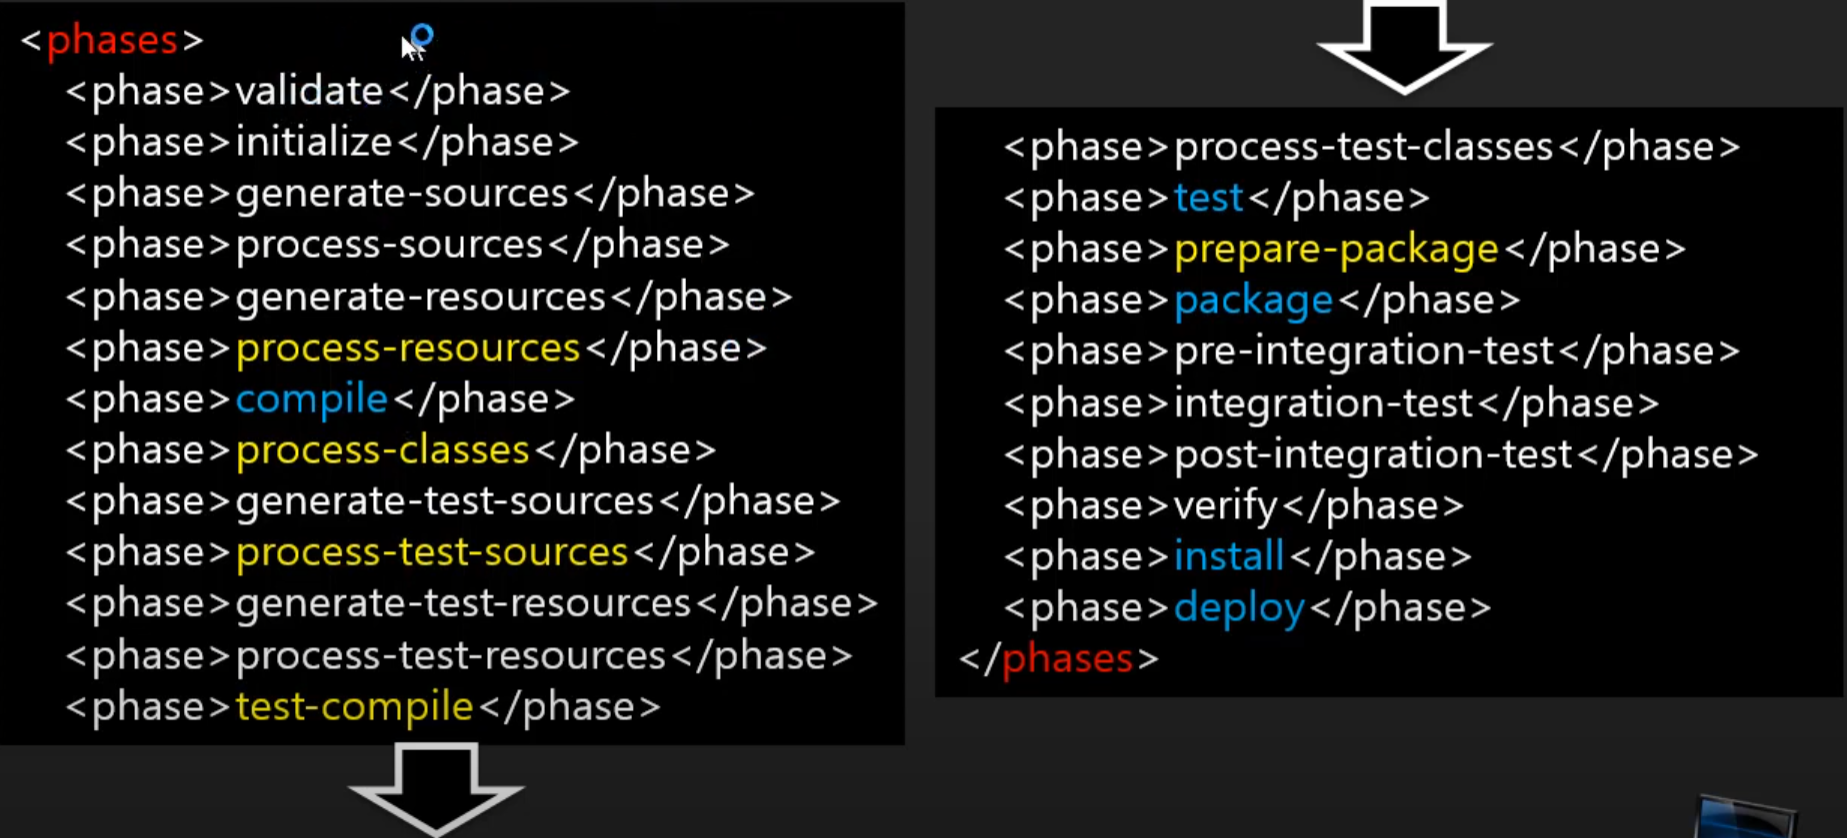 <phases>
<phase>validate</phase>
<phase>initialize</phase>
<phase>generate-sources</phase>
<phase>process-sources</phase>
<phase>generate-resources</phase>
<phase>process-resources</phase>
<phase>compile</phase>
<phase>process-classes</phase>
<phase>generate-test-sources</phase>
<phase>process-test-sources</phase>
<phase>generate-test-resources</phase>
<phase>process-test-resources</phase>
<phase>test-compile</phase>
<phase>process-test-classes</phase>
<phase>test</phase>
<phase>prepare-package</phase>
<phase>package</phase>
<phase>pre-integration-test</phase>
<phase>integration-test</phase>
<phase>post-integration-test</phase>
<phase>verify</phase>
<phase>install</phase>
<phase>deploy</phase>
</phases>